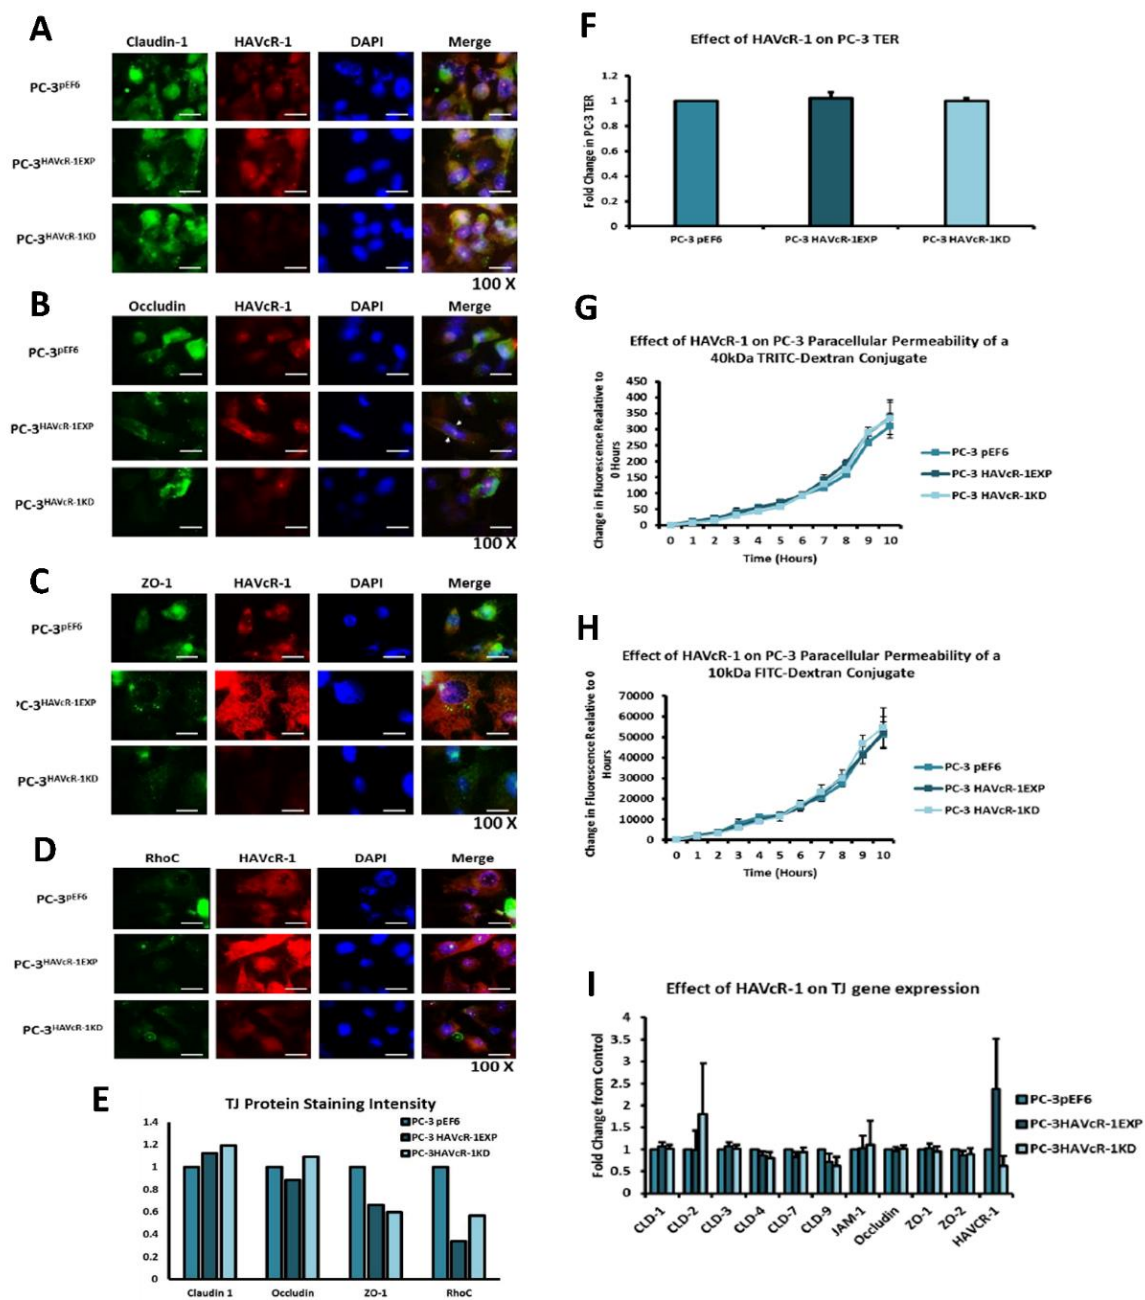 A
Claudin-1 HAVcR-1 DAPI Merge
PC-3pEF6
PC-3HAVcR-1EXP
PC-3HAVcR-1KD
100 X
B
Occludin HAVcR-1 DAPI Merge
PC-3pEF6
PC-3HAVcR-1EXP
PC-3HAVcR-1KD
100 X
C
ZO-1 HAVcR-1 DAPI Merge
PC-3pEF6
PC-3HAVcR-1EXP
PC-3HAVcR-1KD
100 X
D
RhoC HAVcR-1 DAPI Merge
PC-3pEF6
PC-3HAVcR-1EXP
PC-3HAVcR-1KD
100 X
E
TJ Protein Staining Intensity
PC-3 pEF6
PC-3 HAVcR-1EXP
PC-3HAVcR-1KD
1.4
1.2
1
0.8
0.6
0.4
0.2
0
Claudin 1 Occludin ZO-1 RhoC
F
Effect of HAVcR-1 on PC-3 TER
Fold Change in PC-3 TER
1.2
1
0.8
0.6
0.4
0.2
0
PC-3 pEF6 PC-3 HAVcR-1EXP PC-3 HAVcR-1KD
G
Effect of HAVcR-1 on PC-3 Paracellular Permeability of a
40kDa TRITC-Dextran Conjugate
Change in Fluorescence Realative to
0 Hours
450
400
350
300
250
200
150
100
50
0
0 1 2 3 4 5 6 7 8 9 10
Time (Hours)
PC-3 pEF6
PC-3 HAVcR-1EXP
PC-3 HAVcR-1KD
H
Effect of HAVcR-1 on PC-3 Paracellular Permeability of a
10kDa FITC-Dextran Conjugate
Change in Fluorescence Realative to 0
Hours
70000
60000
50000
40000
30000
20000
10000
0
0 1 2 3 4 5 6 7 8 9 10
Time (Hours)
PC-3 pEF6
PC-3 HAVcR-1EXP
PC-3 HAVcR-1KD
I
Effect of HAVcR-1 on TJ gene expression
Fold Change from Control
4
3.5
3
2.5
2
1.5
1
0.5
0
CLD-1 CLD-2 CLD-3 CLD-4 CLD-7 CLD-9 JAM-1 Occludin ZO-1 ZO-2 HAVCR-1
PC-3pEF6
PC-3HAVcR-1EXP
PC-3HAVcR-1KD